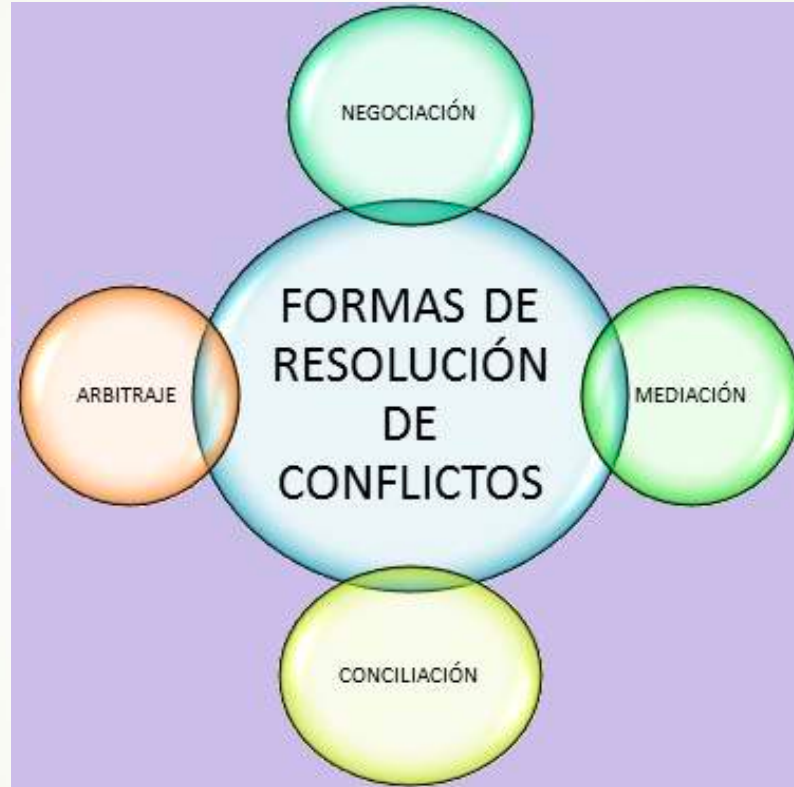 NEGOCIACIÓN
FORMAS DE
RESOLUCIÓN
DE
CONFLICTOS
ARBITRAJE
MEDIACIÓN
CONCILIACIÓN